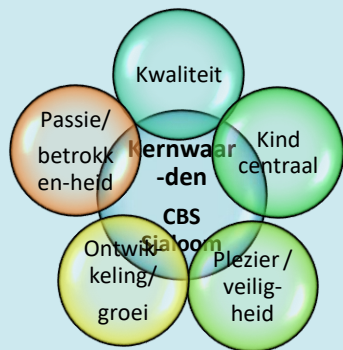 Kwaliteit
Passie/
betrokk
en-heid
Kernwaar
-den
CBS
Sjaloom
Kind
centraal
Ontwik
keling/
groei
Plezier /
veilig-
heid